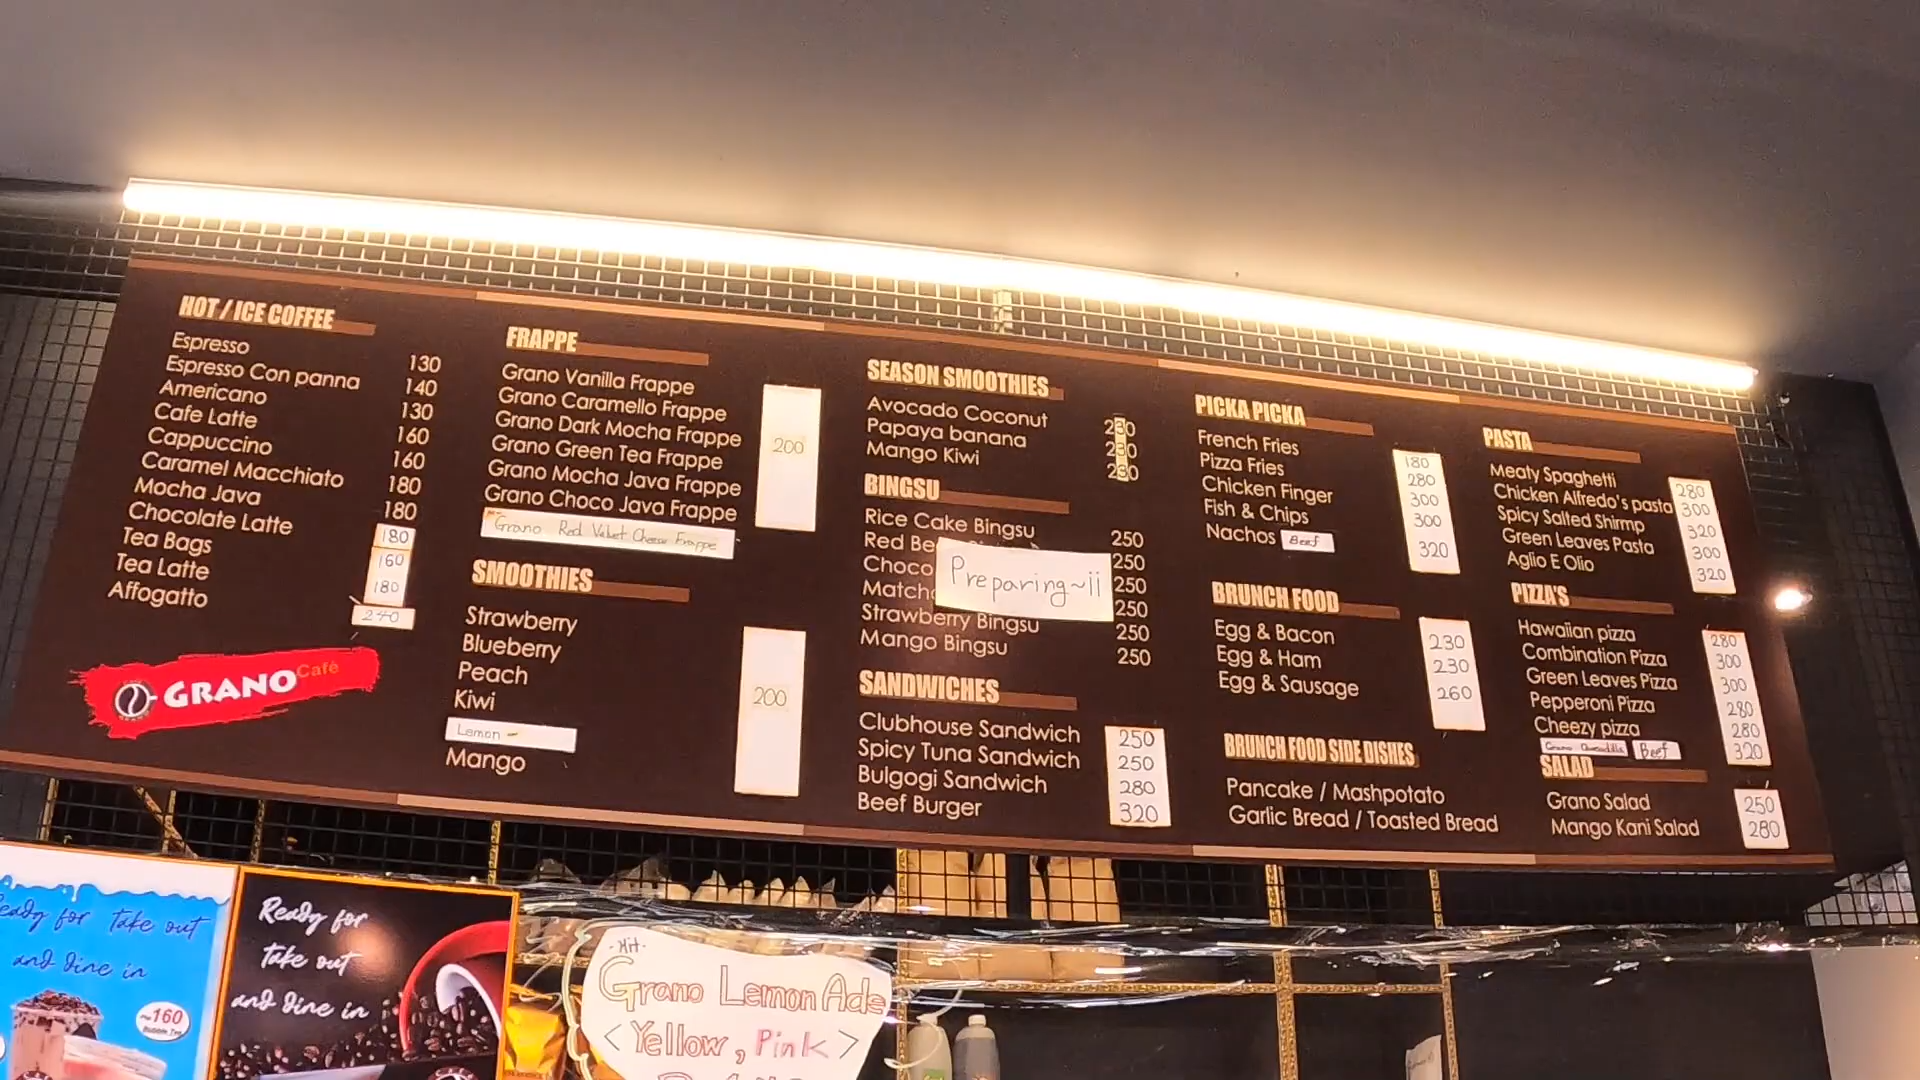 HOT / ICE COFFEE
Espresso 130
Espresso Con panna 140
Americano 130
Cafe Latte 160
Cappuccino 160
Caramel Macchiato 180
Mocha Java 180
Chocolate Latte 180
Tea Bags 160
Tea Latte 180
Affogatto 240
GRANO Café
FRAPPE
Grano Vanilla Frappe
Grano Caramello Frappe
Grano Dark Mocha Frappe
Grano Green Tea Frappe
Grano Mocha Java Frappe
Grano Choco Java Frappe
Grano Red Velvet Cheese Frappe
200
SMOOTHIES
Strawberry
Blueberry
Peach
Kiwi
Lemon
Mango
200
SEASON SMOOTHIES
Avocado Coconut 230
Papaya banana 230
Mango Kiwi 230
BINGSU
Rice Cake Bingsu 250
Red Be 250
Choco 250
Match 250
Strawberry Bingsu 250
Mango Bingsu 250
Preparing~ii
SANDWICHES
Clubhouse Sandwich 250
Spicy Tuna Sandwich 250
Bulgogi Sandwich 280
Beef Burger 320
PICKA PICKA
French Fries 180
Pizza Fries 280
Chicken Finger 300
Fish & Chips 300
Nachos Beef 320
BRUNCH FOOD
Egg & Bacon 230
Egg & Ham 230
Egg & Sausage 260
BRUNCH FOOD SIDE DISHES
Pancake / Mashpotato
Garlic Bread / Toasted Bread
PASTA
Meaty Spaghetti 280
Chicken Alfredo's pasta 300
Spicy Salted Shirmp 320
Green Leaves Pasta 300
Aglio E Olio 320
PIZZA'S
Hawaiian pizza 280
Combination Pizza 300
Green Leaves Pizza 300
Pepperoni Pizza 280
Cheezy pizza 280
Grano Quesadilla Beef 320
SALAD
Grano Salad 250
Mango Kani Salad 280
eady for take out
and dine in
160
Bubble Tea
Ready for
take out
and dine in
Grano Lemon Ade
<Yellow, Pink>